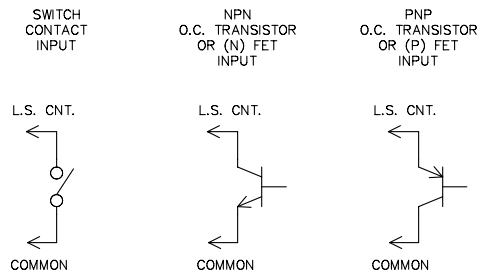 SWITCH
CONTACT
INPUT
NPN
O.C. TRANSISTOR
OR (N) FET
INPUT
PNP
O.C. TRANSISTOR
OR (P) FET
INPUT
L.S. CNT.
L.S. CNT.
L.S. CNT.
COMMON
COMMON
COMMON